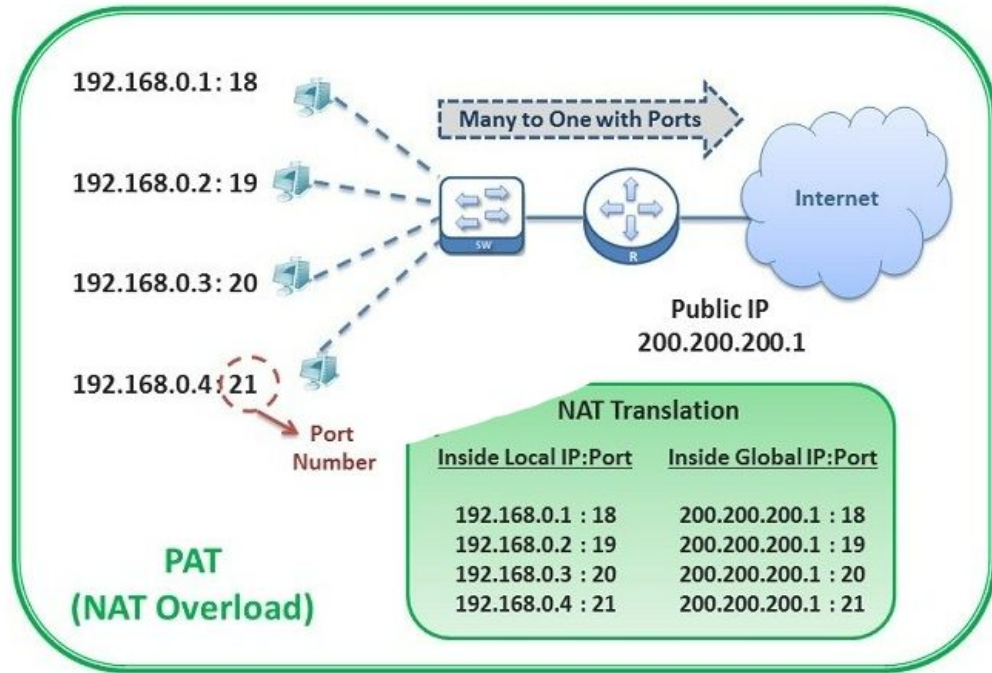 192.168.0.1 : 18
Many to One with Ports
192.168.0.2 : 19
Internet
SW
R
192.168.0.3 : 20
Public IP
200.200.200.1
192.168.0.4 : 21
Port
Number
NAT Translation
Inside Local IP:Port Inside Global IP:Port
192.168.0.1 : 18 200.200.200.1 : 18
192.168.0.2 : 19 200.200.200.1 : 19
192.168.0.3 : 20 200.200.200.1 : 20
192.168.0.4 : 21 200.200.200.1 : 21
PAT
(NAT Overload)